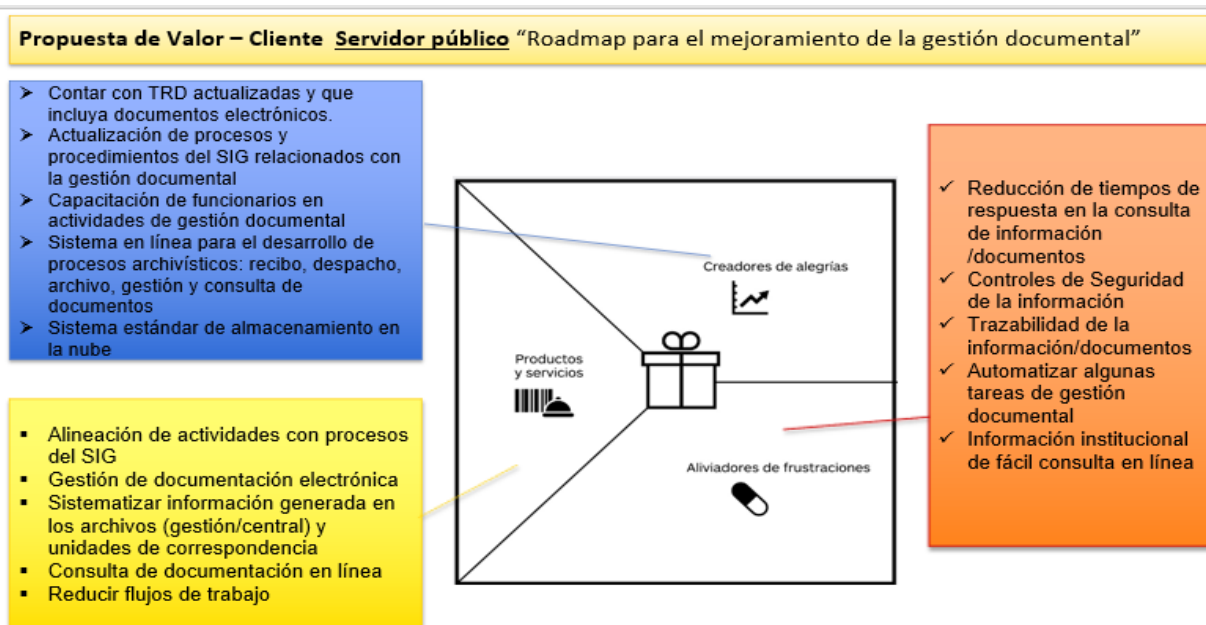 Propuesta de Valor – Cliente Servidor público “Roadmap para el mejoramiento de la gestión documental”
➢ Contar con TRD actualizadas y que
incluya documentos electrónicos.
➢ Actualización de procesos y
procedimientos del SIG relacionados con
la gestión documental
➢ Capacitación de funcionarios en
actividades de gestión documental
➢ Sistema en línea para el desarrollo de
procesos archivísticos: recibo, despacho,
archivo, gestión y consulta de
documentos
➢ Sistema estándar de almacenamiento en
la nube
▪ Alineación de actividades con procesos
del SIG
▪ Gestión de documentación electrónica
▪ Sistematizar información generada en
los archivos (gestión/central) y
unidades de correspondencia
▪ Consulta de documentación en línea
▪ Reducir flujos de trabajo
Creadores de alegrías
Productos
y servicios
Aliviadores de frustraciones
✓ Reducción de tiempos de
respuesta en la consulta
de información
/documentos
✓ Controles de Seguridad
de la información
✓ Trazabilidad de la
información/documentos
✓ Automatizar algunas
tareas de gestión
documental
✓ Información institucional
de fácil consulta en línea